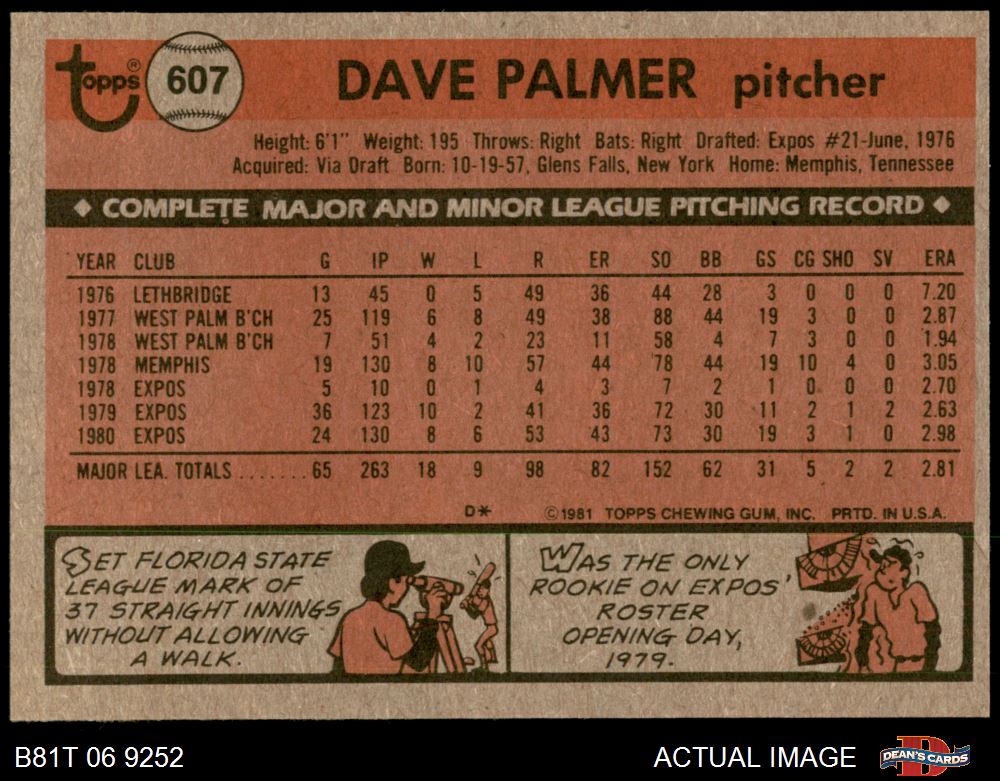 Topps® 607 DAVE PALMER pitcher
Height: 6'1" Weight: 195 Throws: Right Bats: Right Drafted: Expos #21-June, 1976
Acquired: Via Draft Born: 10-19-57, Glens Falls, New York Home: Memphis, Tennessee
◆ COMPLETE MAJOR AND MINOR LEAGUE PITCHING RECORD ◆
YEAR CLUB G IP W L R ER SO BB GS CG SHO SV ERA
1976 LETHBRIDGE 13 45 0 5 49 36 44 28 3 0 0 0 7.20
1977 WEST PALM B'CH 25 119 6 8 49 38 88 44 19 3 0 0 2.87
1978 WEST PALM B'CH 7 51 4 2 23 11 58 4 7 3 0 0 1.94
1978 MEMPHIS 19 130 8 10 57 44 78 44 19 10 4 0 3.05
1978 EXPOS 5 10 0 1 4 3 7 2 1 0 0 0 2.70
1979 EXPOS 36 123 10 2 41 36 72 30 11 2 1 2 2.63
1980 EXPOS 24 130 8 6 53 43 73 30 19 3 1 0 2.98
MAJOR LEA. TOTALS ....... 65 263 18 9 98 82 152 62 31 5 2 2 2.81
D* ©1981 TOPPS CHEWING GUM, INC. PRTD. IN U.S.A.
SET FLORIDA STATE
LEAGUE MARK OF
37 STRAIGHT INNINGS
WITHOUT ALLOWING
A WALK.
WAS THE ONLY
ROOKIE ON EXPOS'
ROSTER
OPENING DAY,
1979.
B81T 06 9252 ACTUAL IMAGE DEAN'S CARDS